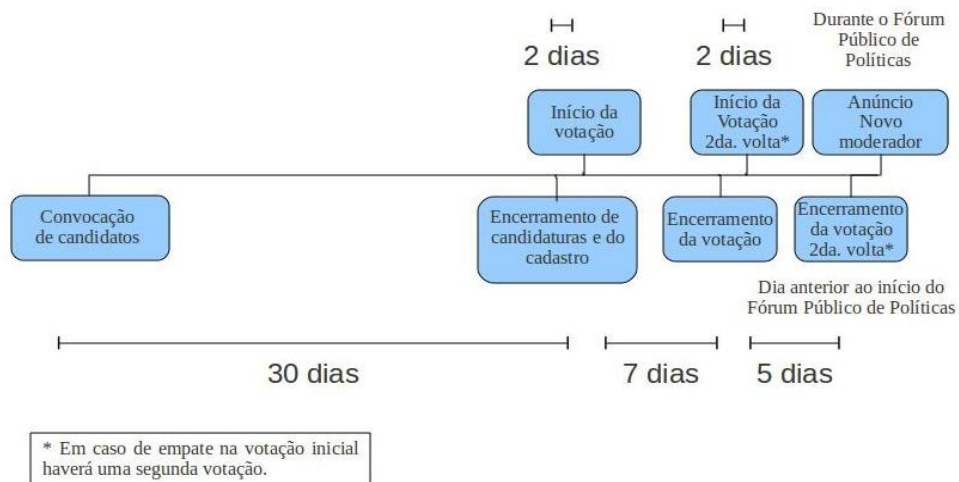 2 dias
2 dias
Durante o Fórum
Público de
Políticas
Início da
votação
Início da
Votação
2da. volta*
Anúncio
Novo
moderador
Convocação
de candidatos
Encerramento de
candidaturas e do
cadastro
Encerramento
da votação
Encerramento
da votação
2da. volta*
Dia anterior ao início do
Fórum Público de Políticas
30 dias
7 dias
5 dias
* Em caso de empate na votação inicial
haverá uma segunda votação.